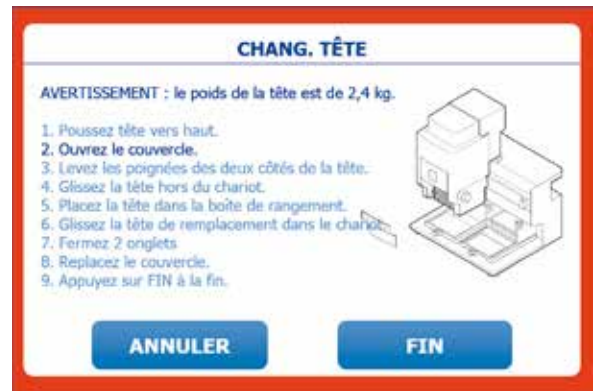 CHANG. TÊTE
AVERTISSEMENT : le poids de la tête est de 2,4 kg.
1. Poussez tête vers haut.
2. Ouvrez le couvercle.
3. Levez les poignées des deux côtés de la tête.
4. Glissez la tête hors du chariot.
5. Placez la tête dans la boîte de rangement.
6. Glissez la tête de remplacement dans le chariot.
7. Fermez 2 onglets
8. Replacez le couvercle.
9. Appuyez sur FIN à la fin.
ANNULER
FIN